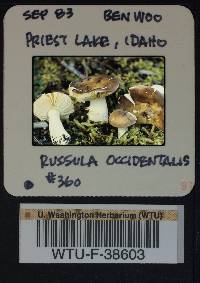 SEP 83 BEN WOO
PRIEST LAKE, IDAHO
RUSSULA OCCIDENTALIS
#360
U. Washington Herbarium (WTU)
WTU-F-38603